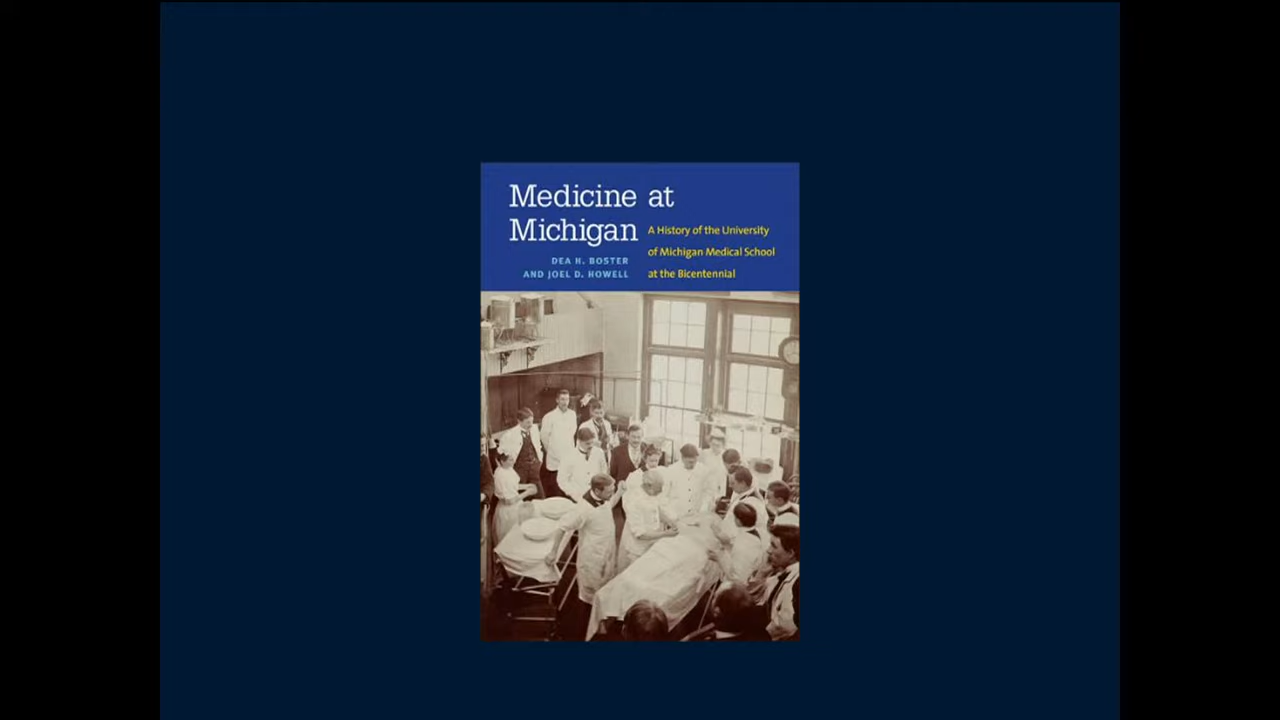 Medicine at
Michigan
A History of the University
of Michigan Medical School
at the Bicentennial
DEA H. BOSTER
AND JOEL D. HOWELL